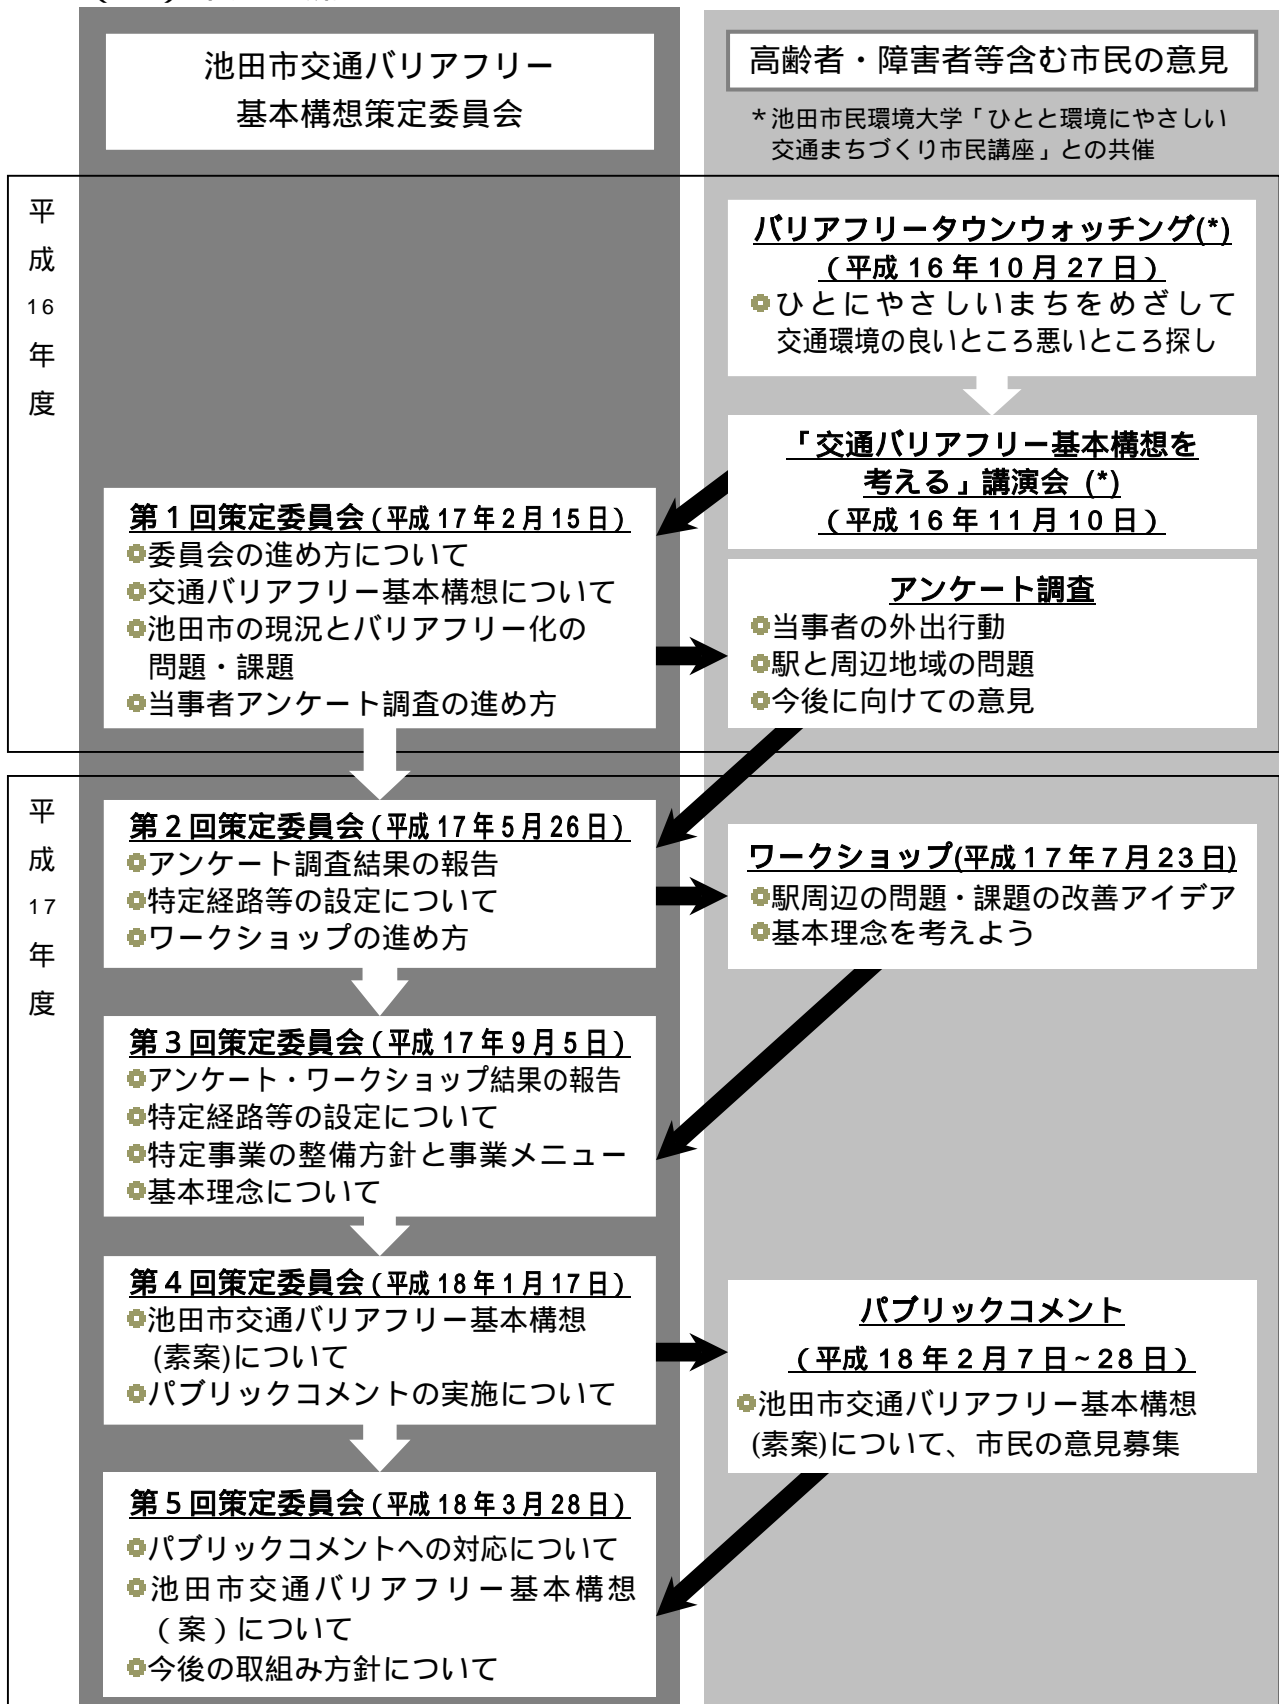 池田市交通バリアフリー
基本構想策定委員会
高齢者・障害者等含む市民の意見
*池田市民環境大学「ひとと環境にやさしい
交通まちづくり市民講座」との共催
平成16年度
バリアフリータウンウォッチング(*)
(平成16年10月27日)
ひとにやさしいまちをめざして
交通環境の良いところ悪いところ探し
「交通バリアフリー基本構想を
考える」講演会 (*)
(平成16年11月10日)
第1回策定委員会(平成17年2月15日)
委員会の進め方について
交通バリアフリー基本構想について
池田市の現況とバリアフリー化の
問題・課題
当事者アンケート調査の進め方
アンケート調査
当事者の外出行動
駅と周辺地域の問題
今後に向けての意見
平成17年度
第2回策定委員会(平成17年5月26日)
アンケート調査結果の報告
特定経路等の設定について
ワークショップの進め方
ワークショップ(平成17年7月23日)
駅周辺の問題・課題の改善アイデア
基本理念を考えよう
第3回策定委員会(平成17年9月5日)
アンケート・ワークショップ結果の報告
特定経路等の設定について
特定事業の整備方針と事業メニュー
基本理念について
第4回策定委員会(平成18年1月17日)
池田市交通バリアフリー基本構想
(素案)について
パブリックコメントの実施について
パブリックコメント
(平成18年2月7日~28日)
池田市交通バリアフリー基本構想
(素案)について、市民の意見募集
第5回策定委員会(平成18年3月28日)
パブリックコメントへの対応について
池田市交通バリアフリー基本構想
(案)について
今後の取組み方針について